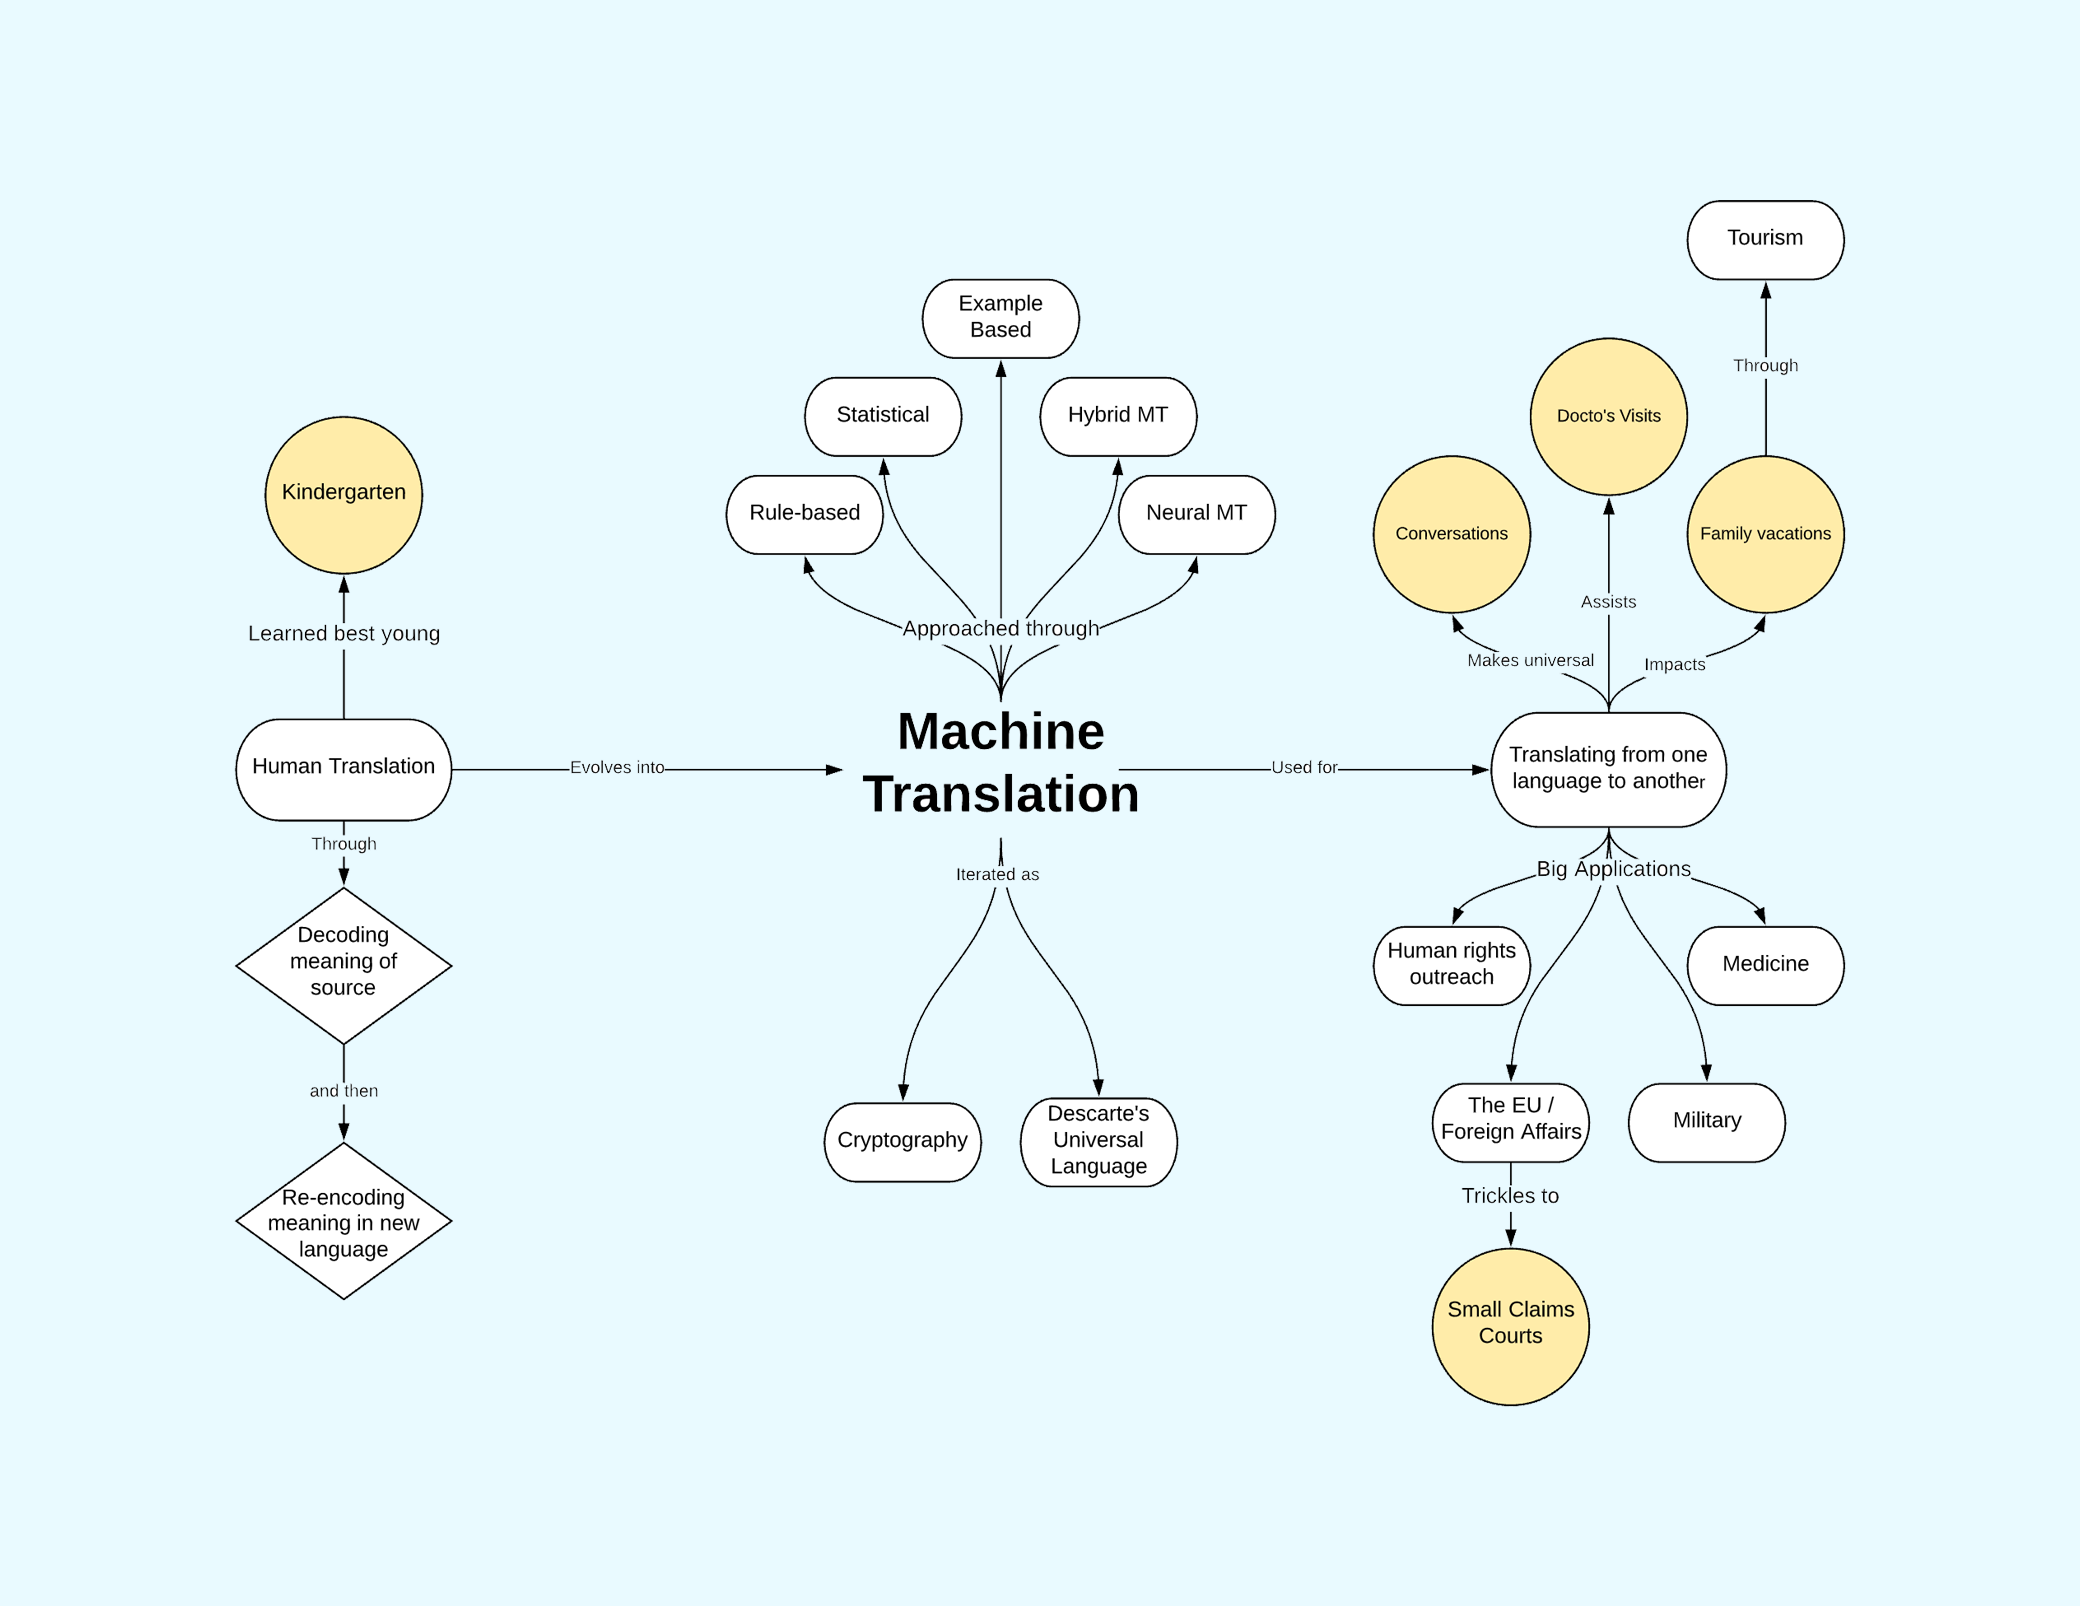 Tourism
Example
Based
Through
Statistical
Hybrid MT
Docto's Visits
Kindergarten
Rule-based
Neural MT
Conversations
Family vacations
Assists
Learned best young
Approached through
Makes universal
Impacts
Machine
Translation
Human Translation
Evolves into
Used for
Translating from one
language to another
Through
Iterated as
Big Applications
Decoding
meaning of
source
Human rights
outreach
Medicine
and then
Cryptography
Descarte's
Universal
Language
The EU /
Foreign Affairs
Military
Trickles to
Re-encoding
meaning in new
language
Small Claims
Courts